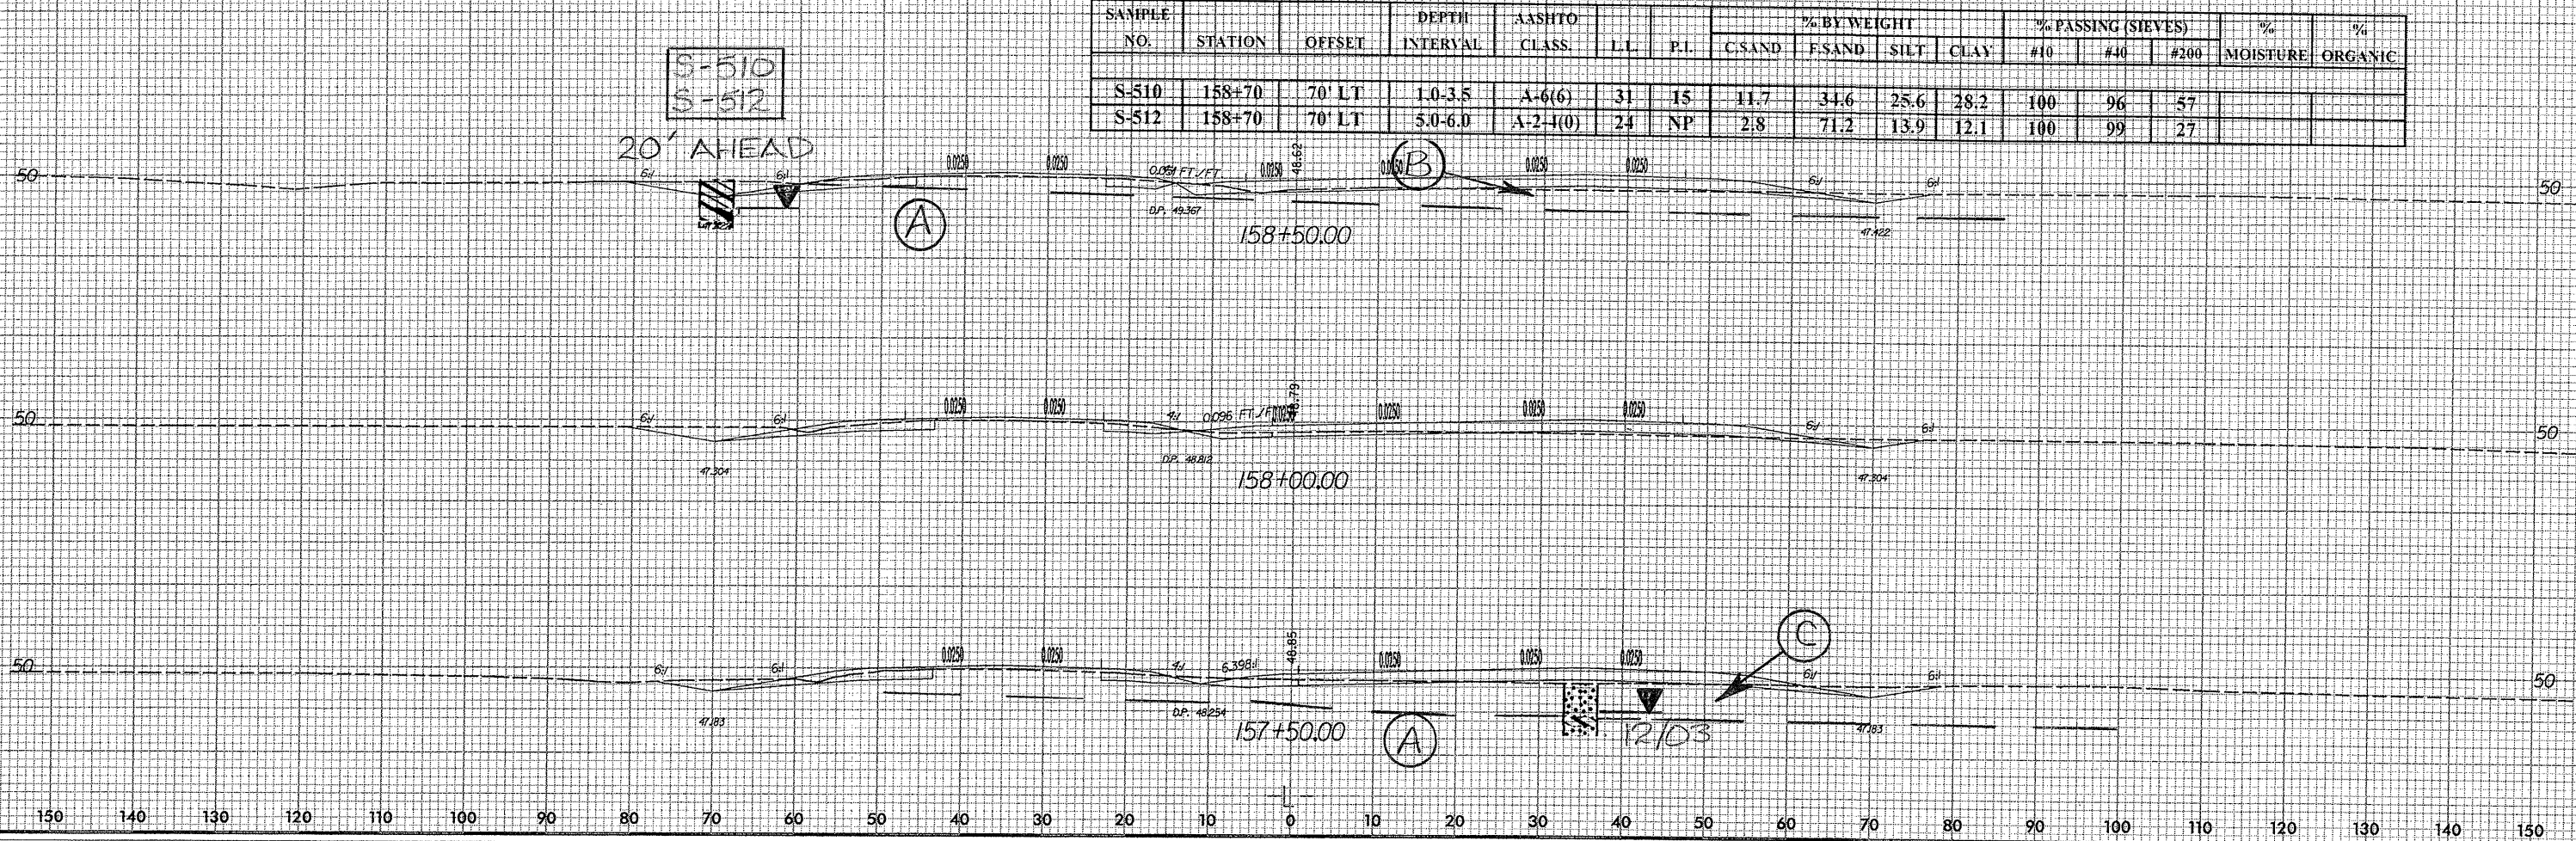 SAMPLE NO. STATION OFFSET DEPTH INTERVAL AASHTO CLASS. L.L. P.I. % BY WEIGHT % PASSING (SIEVES) % MOISTURE % ORGANIC
C.SAND F.SAND SILT CLAY #10 #40 #200
S-510 158+70 70' LT 1.0-3.5 A-6(6) 31 15 11.7 34.6 25.6 28.2 100 96 57
S-512 158+70 70' LT 5.0-6.0 A-2-4(0) 24 NP 2.8 71.2 13.9 12.1 100 99 27
S-510
S-512
20' AHEAD
50 6:1 6:1 0.0250 0.0250 0.0250 48.62 B 0.0250 0.0250 6:1 6:1 50
A D.P. 49.367 47.422
158+50.00
50 6:1 6:1 0.0250 0.0250 4:1 0.096 0.0250 0.0250 0.0250 6:1 6:1 50
47.304 D.P. 48.812 47.304
158+00.00
C
50 6:1 6:1 0.0250 0.0250 4:1 6.398:1 48.85 0.0250 0.0250 0.0250 6:1 6:1 50
47.183 D.P. 48.254 47.183
157+50.00 A 12/03
L
150 140 130 120 110 100 90 80 70 60 50 40 30 20 10 0 10 20 30 40 50 60 70 80 90 100 110 120 130 140 150